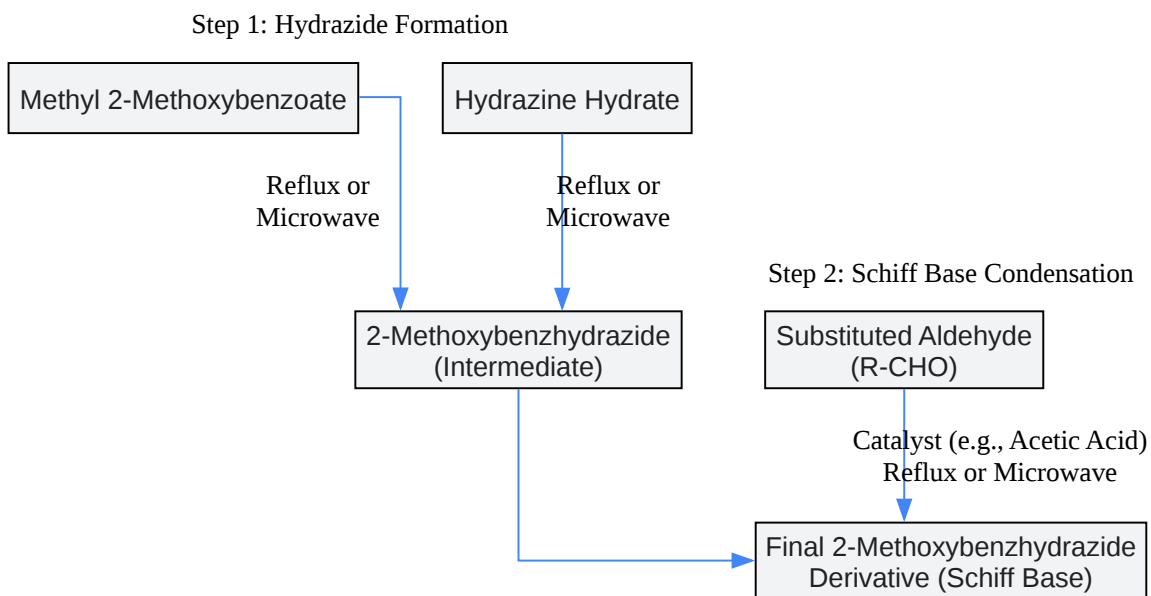 Step 1: Hydrazide Formation
Methyl 2-Methoxybenzoate
Hydrazine Hydrate
Reflux or
Microwave
Reflux or
Microwave
Step 2: Schiff Base Condensation
2-Methoxybenzhydrazide
(Intermediate)
Substituted Aldehyde
(R-CHO)
Catalyst (e.g., Acetic Acid)
Reflux or Microwave
Final 2-Methoxybenzhydrazide
Derivative (Schiff Base)